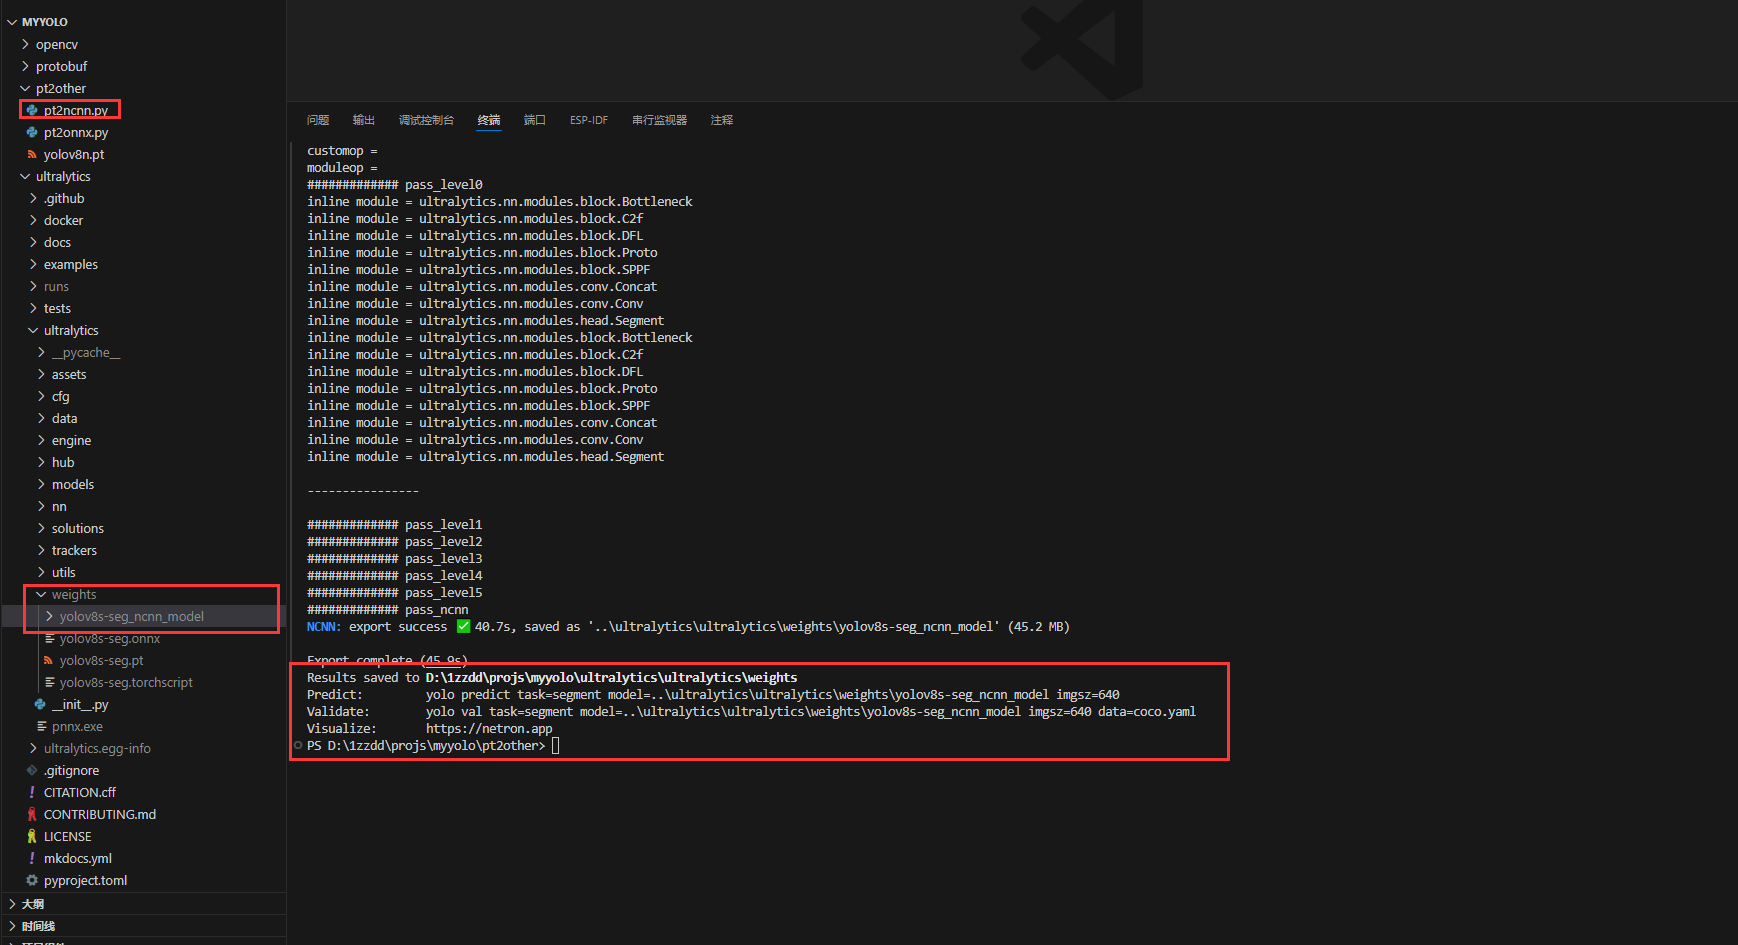 MYYOLO
opencv
protobuf
pt2other
pt2ncnn.py
pt2onnx.py
yolov8n.pt
ultralytics
.github
docker
docs
examples
runs
tests
ultralytics
__pycache__
assets
cfg
data
engine
hub
models
nn
solutions
trackers
utils
weights
yolov8s-seg_ncnn_model
yolov8s-seg.onnx
yolov8s-seg.pt
yolov8s-seg.torchscript
__init__.py
pnnx.exe
ultralytics.egg-info
.gitignore
CITATION.cff
CONTRIBUTING.md
LICENSE
mkdocs.yml
pyproject.toml
大纲
时间线
问题 输出 调试控制台 终端 端口 ESP-IDF 串行监视器 注释
customop =
moduleop =
############# pass_level0
inline module = ultralytics.nn.modules.block.Bottleneck
inline module = ultralytics.nn.modules.block.C2f
inline module = ultralytics.nn.modules.block.DFL
inline module = ultralytics.nn.modules.block.Proto
inline module = ultralytics.nn.modules.block.SPPF
inline module = ultralytics.nn.modules.conv.Concat
inline module = ultralytics.nn.modules.conv.Conv
inline module = ultralytics.nn.modules.head.Segment
inline module = ultralytics.nn.modules.block.Bottleneck
inline module = ultralytics.nn.modules.block.C2f
inline module = ultralytics.nn.modules.block.DFL
inline module = ultralytics.nn.modules.block.Proto
inline module = ultralytics.nn.modules.block.SPPF
inline module = ultralytics.nn.modules.conv.Concat
inline module = ultralytics.nn.modules.conv.Conv
inline module = ultralytics.nn.modules.head.Segment
----------------
############# pass_level1
############# pass_level2
############# pass_level3
############# pass_level4
############# pass_level5
############# pass_ncnn
NCNN: export success ✅ 40.7s, saved as '..\ultralytics\ultralytics\weights\yolov8s-seg_ncnn_model' (45.2 MB)
Export complete (45.9s)
Results saved to D:\1zzdd\projs\myyolo\ultralytics\ultralytics\weights
Predict: yolo predict task=segment model=..\ultralytics\ultralytics\weights\yolov8s-seg_ncnn_model imgsz=640
Validate: yolo val task=segment model=..\ultralytics\ultralytics\weights\yolov8s-seg_ncnn_model imgsz=640 data=coco.yaml
Visualize: https://netron.app
PS D:\1zzdd\projs\myyolo\pt2other>